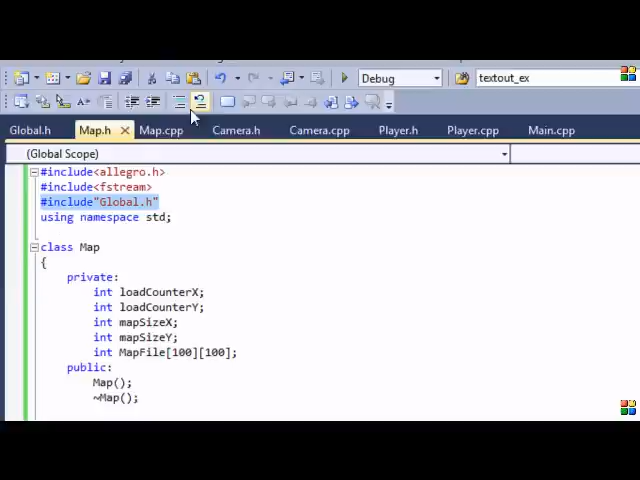 Debug
textout_ex
Global.h
Map.h
Map.cpp
Camera.h
Camera.cpp
Player.h
Player.cpp
Main.cpp
(Global Scope)
#include<allegro.h>
#include<fstream>
#include"Global.h"
using namespace std;
class Map
{
private:
int loadCounterX;
int loadCounterY;
int mapSizeX;
int mapSizeY;
int MapFile[100][100];
public:
Map();
~Map();